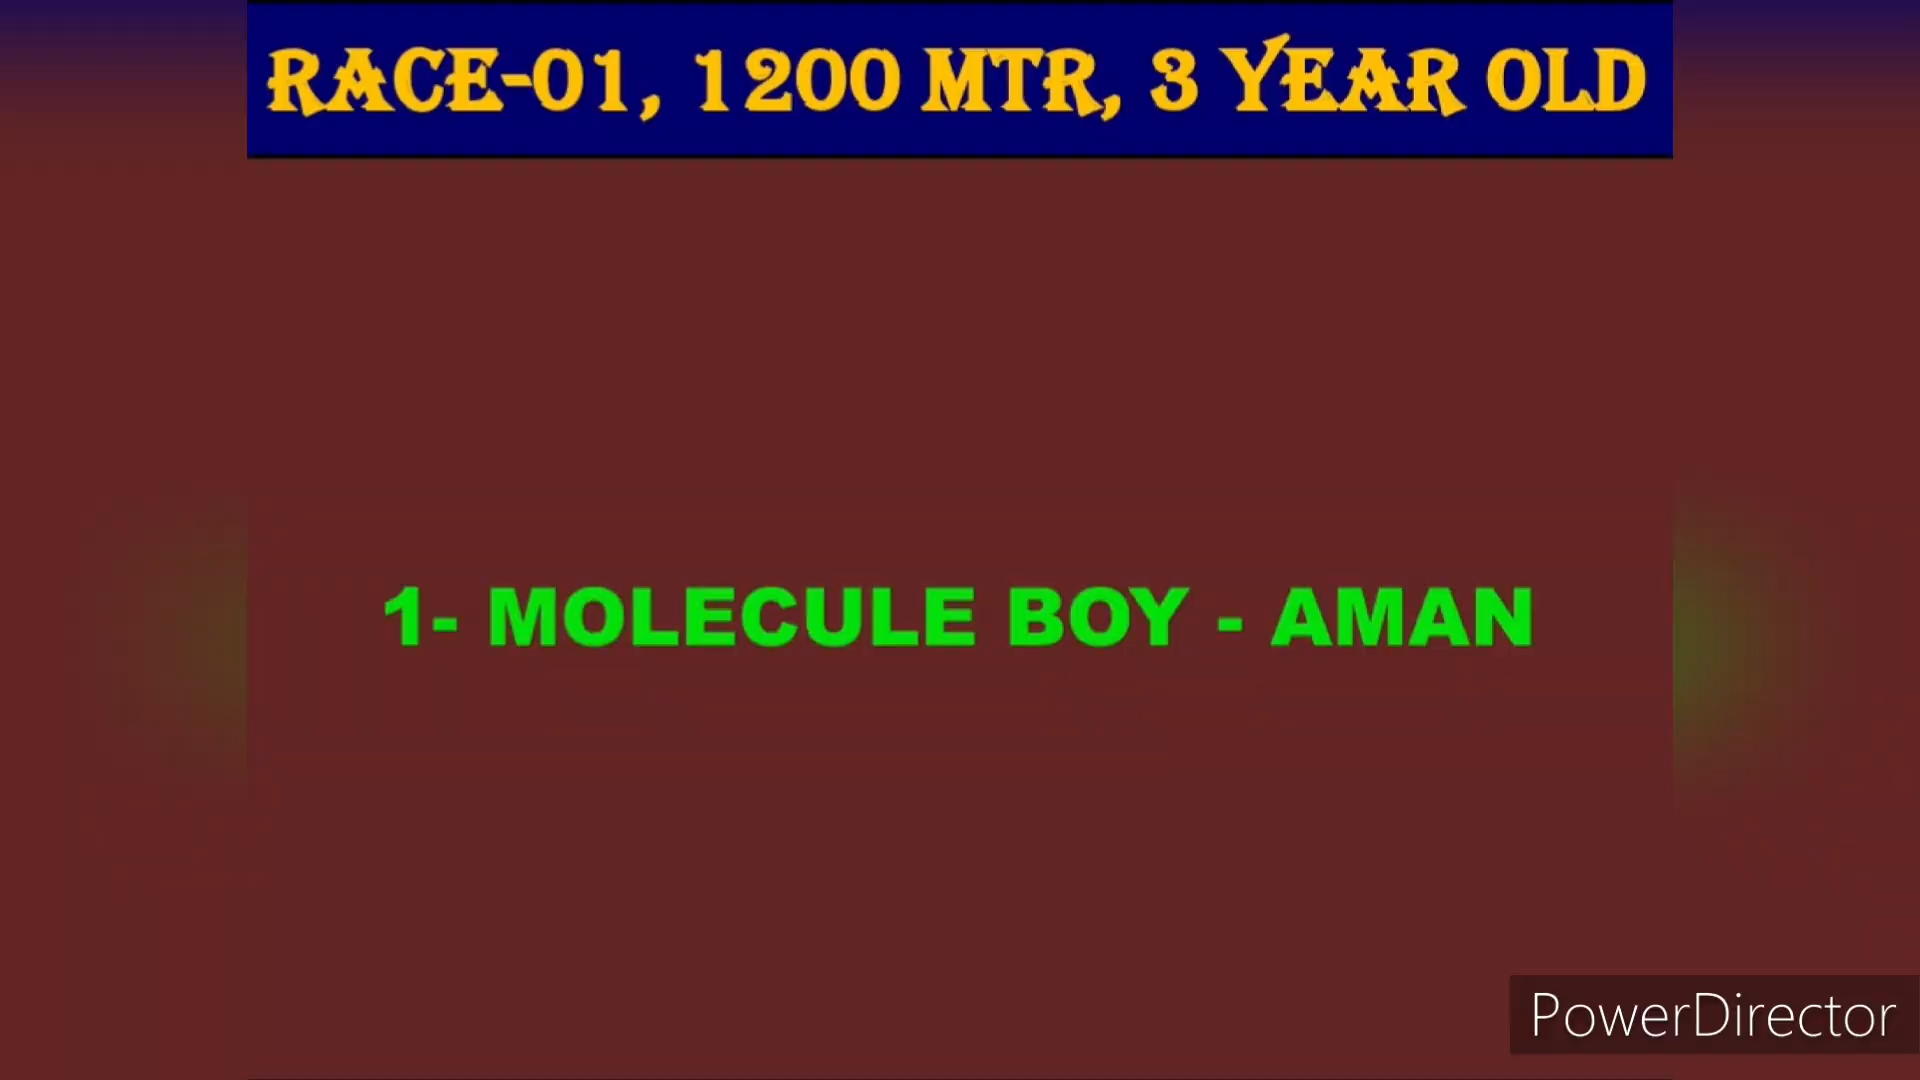 RACE-01, 1200 MTR, 3 YEAR OLD
1- MOLECULE BOY - AMAN
PowerDirector